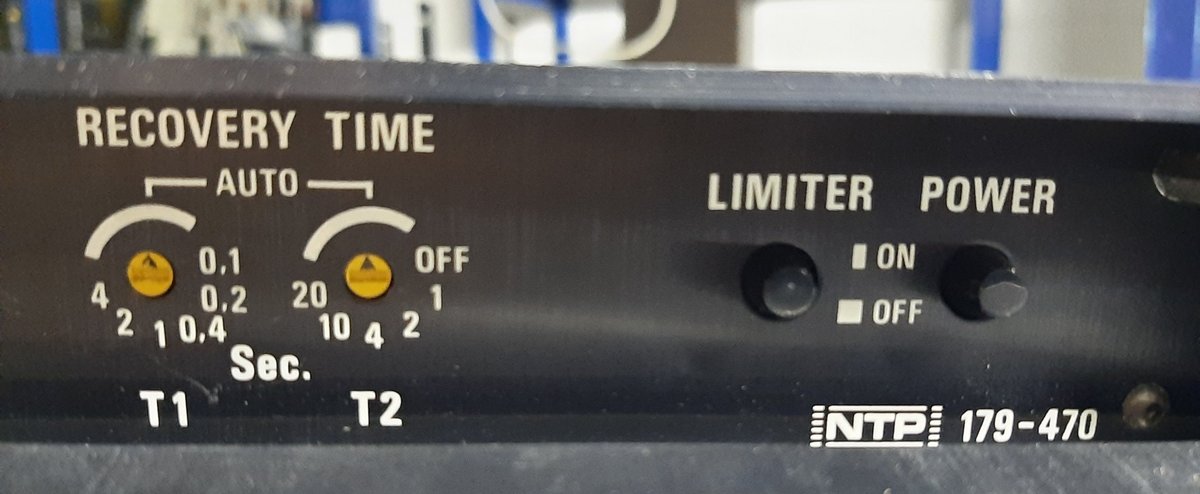 RECOVERY TIME
AUTO
4 2 1 0,4 0,2 0,1
20 10 4 2 1 OFF
Sec.
T1 T2
LIMITER POWER
ON
OFF
NTP 179-470